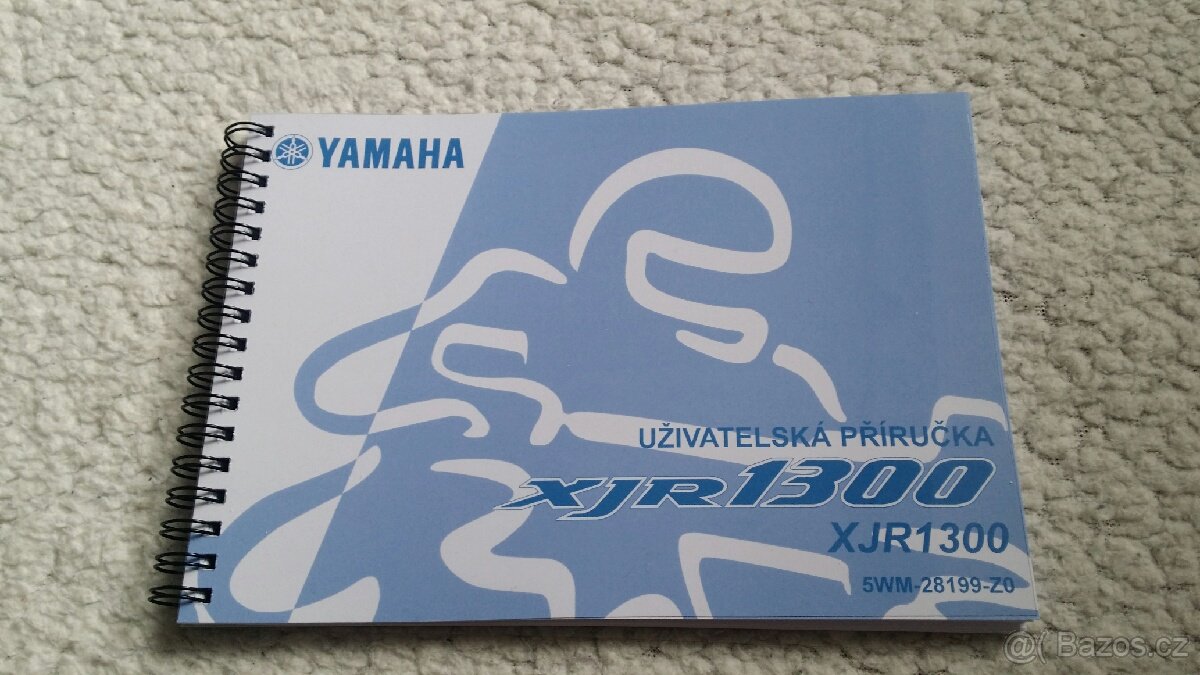 YAMAHA
UŽIVATELSKÁ PŘÍRUČKA
XJR1300
XJR1300
5WM-28199-Z0
@( Bazos.cz